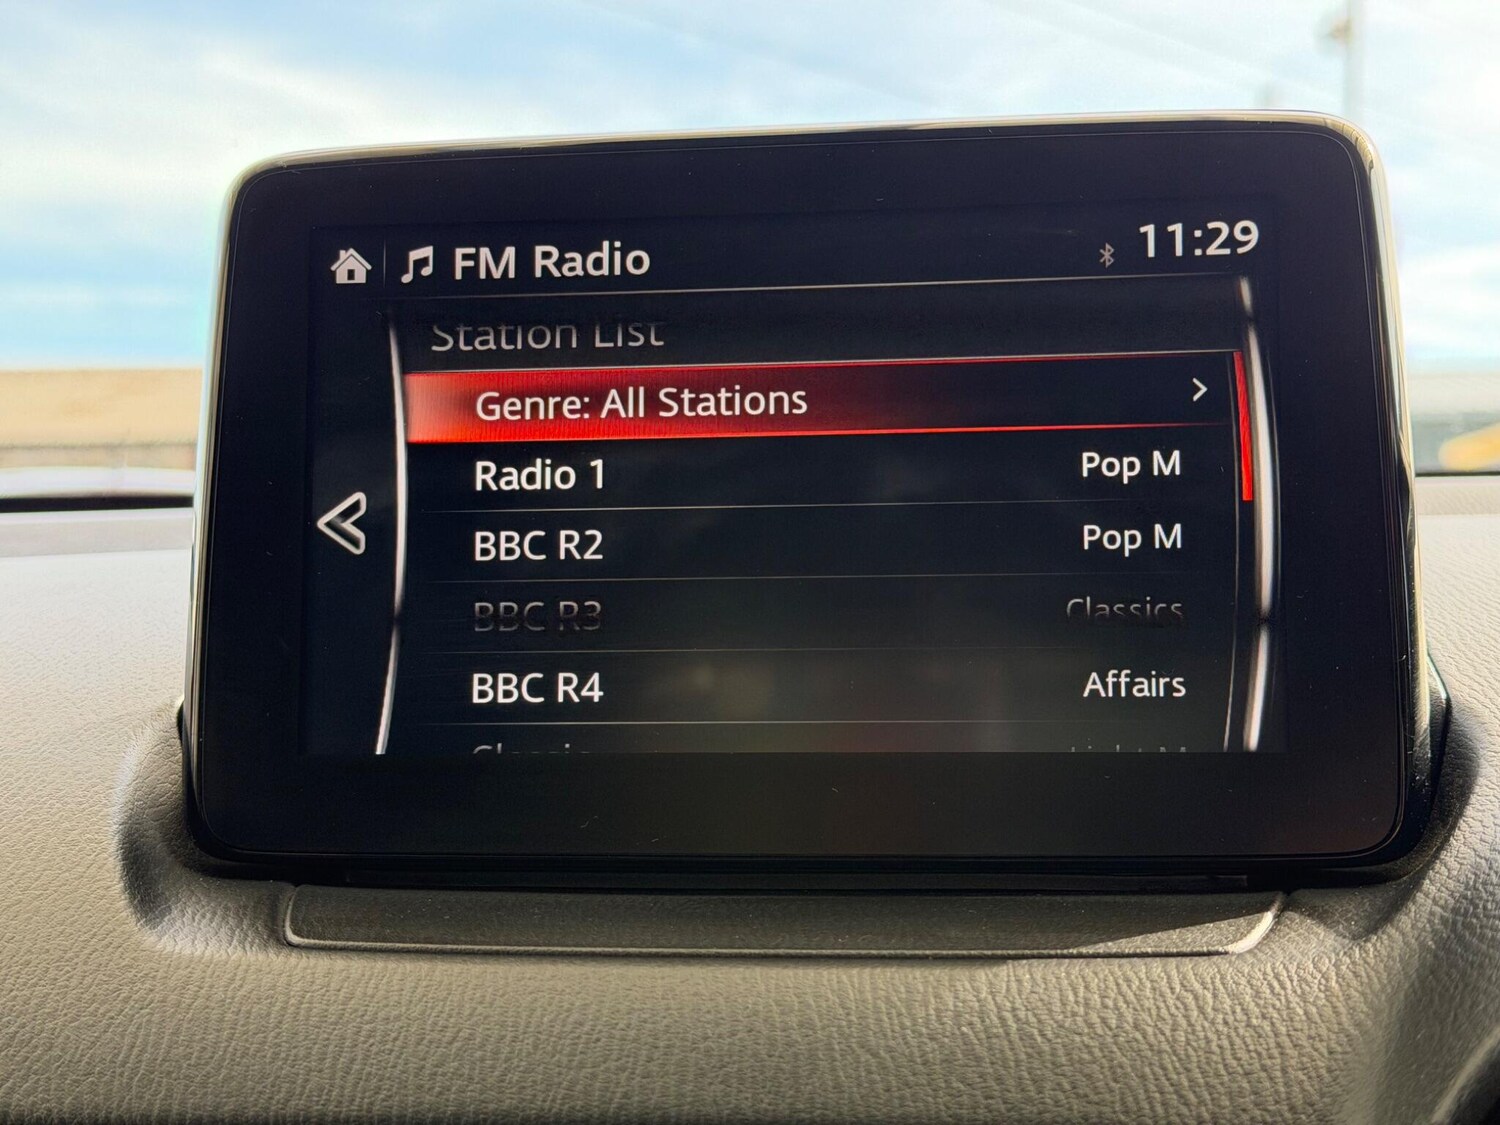 FM Radio
11:29
Station List
Genre: All Stations
Radio 1 Pop M
BBC R2 Pop M
BBC R3 Classics
BBC R4 Affairs